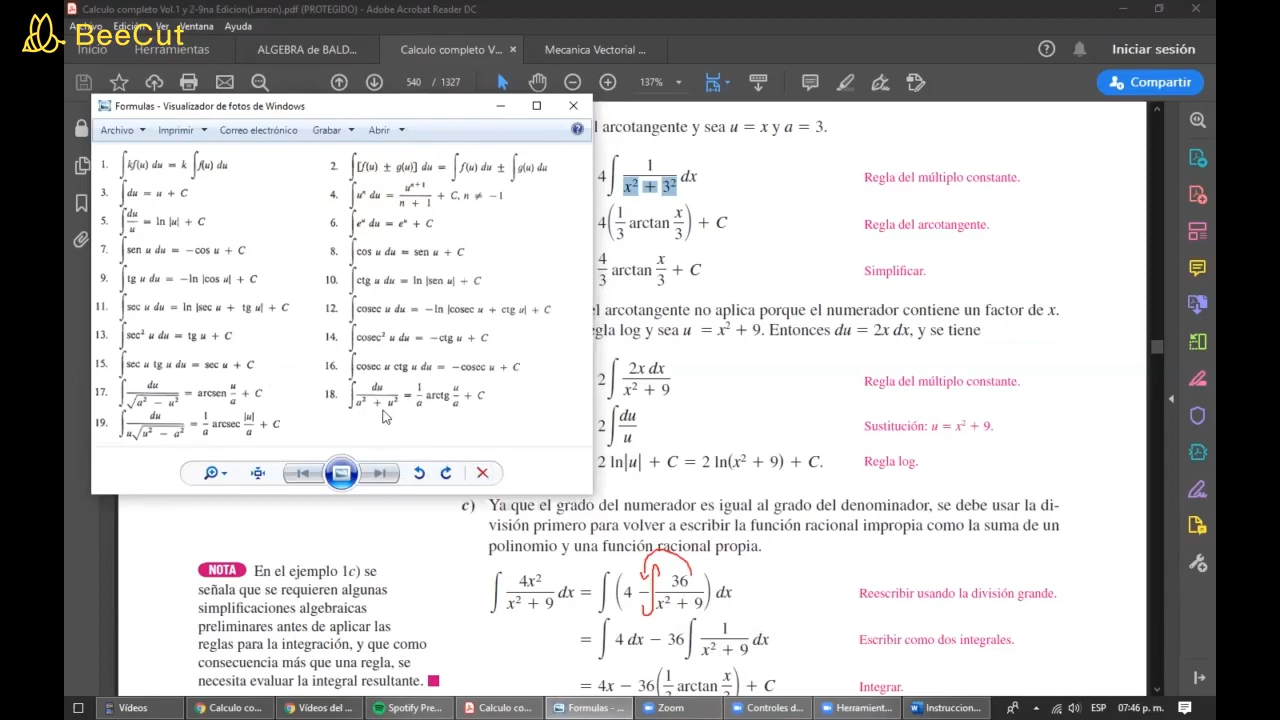 Calculo completo Vol.1 y 2-9na Edicion(Larson).pdf (PROTEGIDO) - Adobe Acrobat Reader DC
Archivo Edición Ver Ventana Ayuda
BeeCut
Inicio Herramientas ALGEBRA de BALD... Calculo completo V... × Mecanica Vectorial ... Iniciar sesión
540 / 1327 137% Compartir
Formulas - Visualizador de fotos de Windows
Archivo Imprimir Correo electrónico Grabar Abrir
1. ∫kf(u) du = k ∫f(u) du
2. ∫[f(u) ± g(u)] du = ∫f(u) du ± ∫g(u) du
3. ∫du = u + C
4. ∫uⁿ du = uⁿ⁺¹/(n + 1) + C, n ≠ −1
5. ∫du/u = ln |u| + C
6. ∫eᵘ du = eᵘ + C
7. ∫sen u du = −cos u + C
8. ∫cos u du = sen u + C
9. ∫tg u du = −ln |cos u| + C
10. ∫ctg u du = ln |sen u| + C
11. ∫sec u du = ln |sec u + tg u| + C
12. ∫cosec u du = −ln |cosec u + ctg u| + C
13. ∫sec² u du = tg u + C
14. ∫cosec² u du = −ctg u + C
15. ∫sec u tg u du = sec u + C
16. ∫cosec u ctg u du = −cosec u + C
17. ∫du/√(a² − u²) = arcsen u/a + C
18. ∫du/(a² + u²) = 1/a arctg u/a + C
19. ∫du/(u√(u² − a²)) = 1/a arcsec |u|/a + C
l arcotangente y sea u = x y a = 3.
4∫ 1/(x² + 3²) dx Regla del múltiplo constante.
4(1/3 arctan x/3) + C Regla del arcotangente.
4/3 arctan x/3 + C Simplificar.
el arcotangente no aplica porque el numerador contiene un factor de x.
egla log y sea u = x² + 9. Entonces du = 2x dx, y se tiene
2∫ 2x dx/(x² + 9) Regla del múltiplo constante.
2∫ du/u Sustitución: u = x² + 9.
2 ln|u| + C = 2 ln(x² + 9) + C. Regla log.
c) Ya que el grado del numerador es igual al grado del denominador, se debe usar la di-
visión primero para volver a escribir la función racional impropia como la suma de un
polinomio y una función racional propia.
∫ 4x²/(x² + 9) dx = ∫(4 − 36/(x² + 9)) dx Reescribir usando la división grande.
= ∫ 4 dx − 36∫ 1/(x² + 9) dx Escribir como dos integrales.
= 4x − 36(1/3 arctan x/3) + C Integrar.
NOTA En el ejemplo 1c) se
señala que se requieren algunas
simplificaciones algebraicas
preliminares antes de aplicar las
reglas para la integración, y que como
consecuencia más que una regla, se
necesita evaluar la integral resultante.
Vídeos Calculo co... Vídeos del ... Spotify Pre... Calculo co... Formulas - ... Zoom Controles d... Herramient... Instruccion... ESP 07:46 p. m.